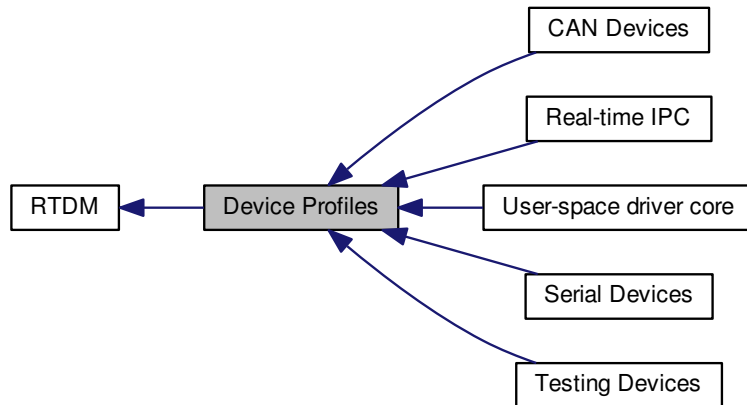 CAN Devices
Real-time IPC
RTDM
Device Profiles
User-space driver core
Serial Devices
Testing Devices